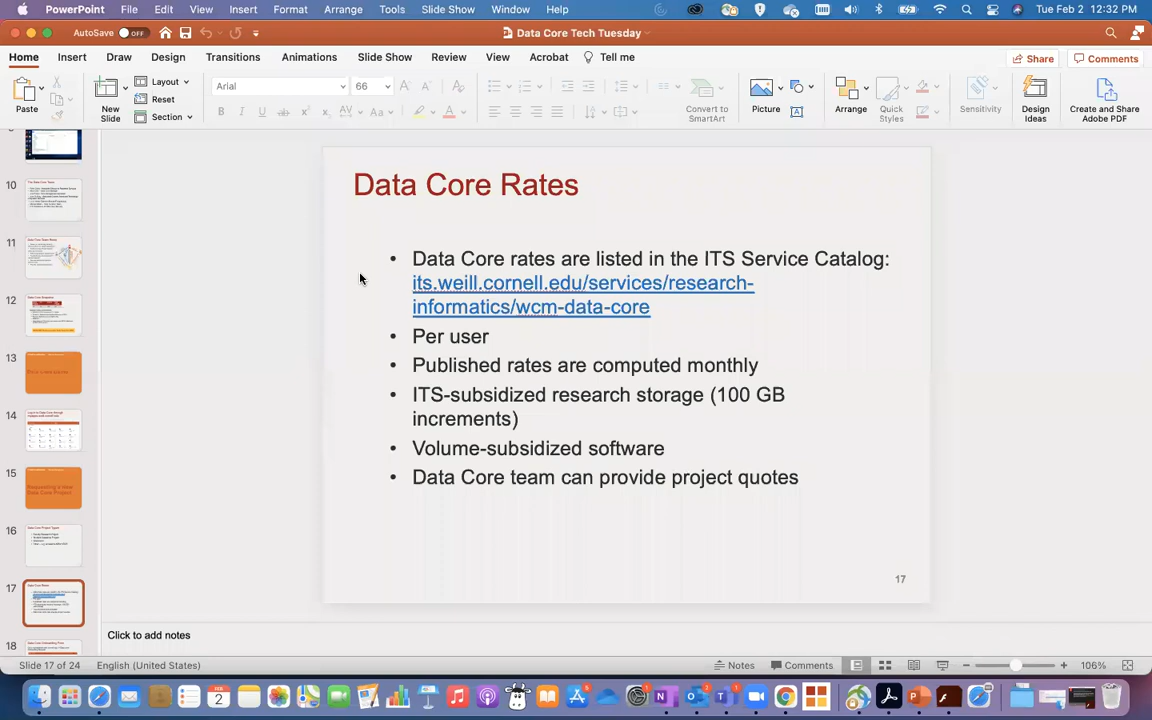 PowerPoint File Edit View Insert Format Arrange Tools Slide Show Window Help Tue Feb 2 12:32 PM
AutoSave OFF Data Core Tech Tuesday
Home Insert Draw Design Transitions Animations Slide Show Review View Acrobat Tell me Share Comments
Paste New Slide Layout Reset Section Arial 66 Convert to SmartArt Picture Arrange Quick Styles Sensitivity Design Ideas Create and Share Adobe PDF
10
11
12
13
14
15
16
17
18
Data Core Rates
• Data Core rates are listed in the ITS Service Catalog:
its.weill.cornell.edu/services/research-
informatics/wcm-data-core
• Per user
• Published rates are computed monthly
• ITS-subsidized research storage (100 GB
increments)
• Volume-subsidized software
• Data Core team can provide project quotes
17
Click to add notes
Slide 17 of 24 English (United States) Notes Comments 106%